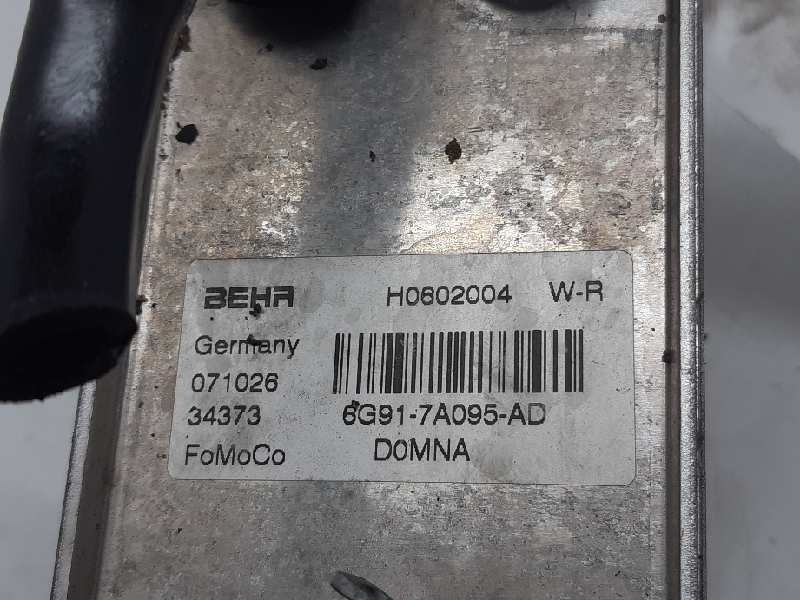 BEHR H0602004 W-R
Germany
071026
34373 6G91-7A095-AD
FoMoCo D0MNA